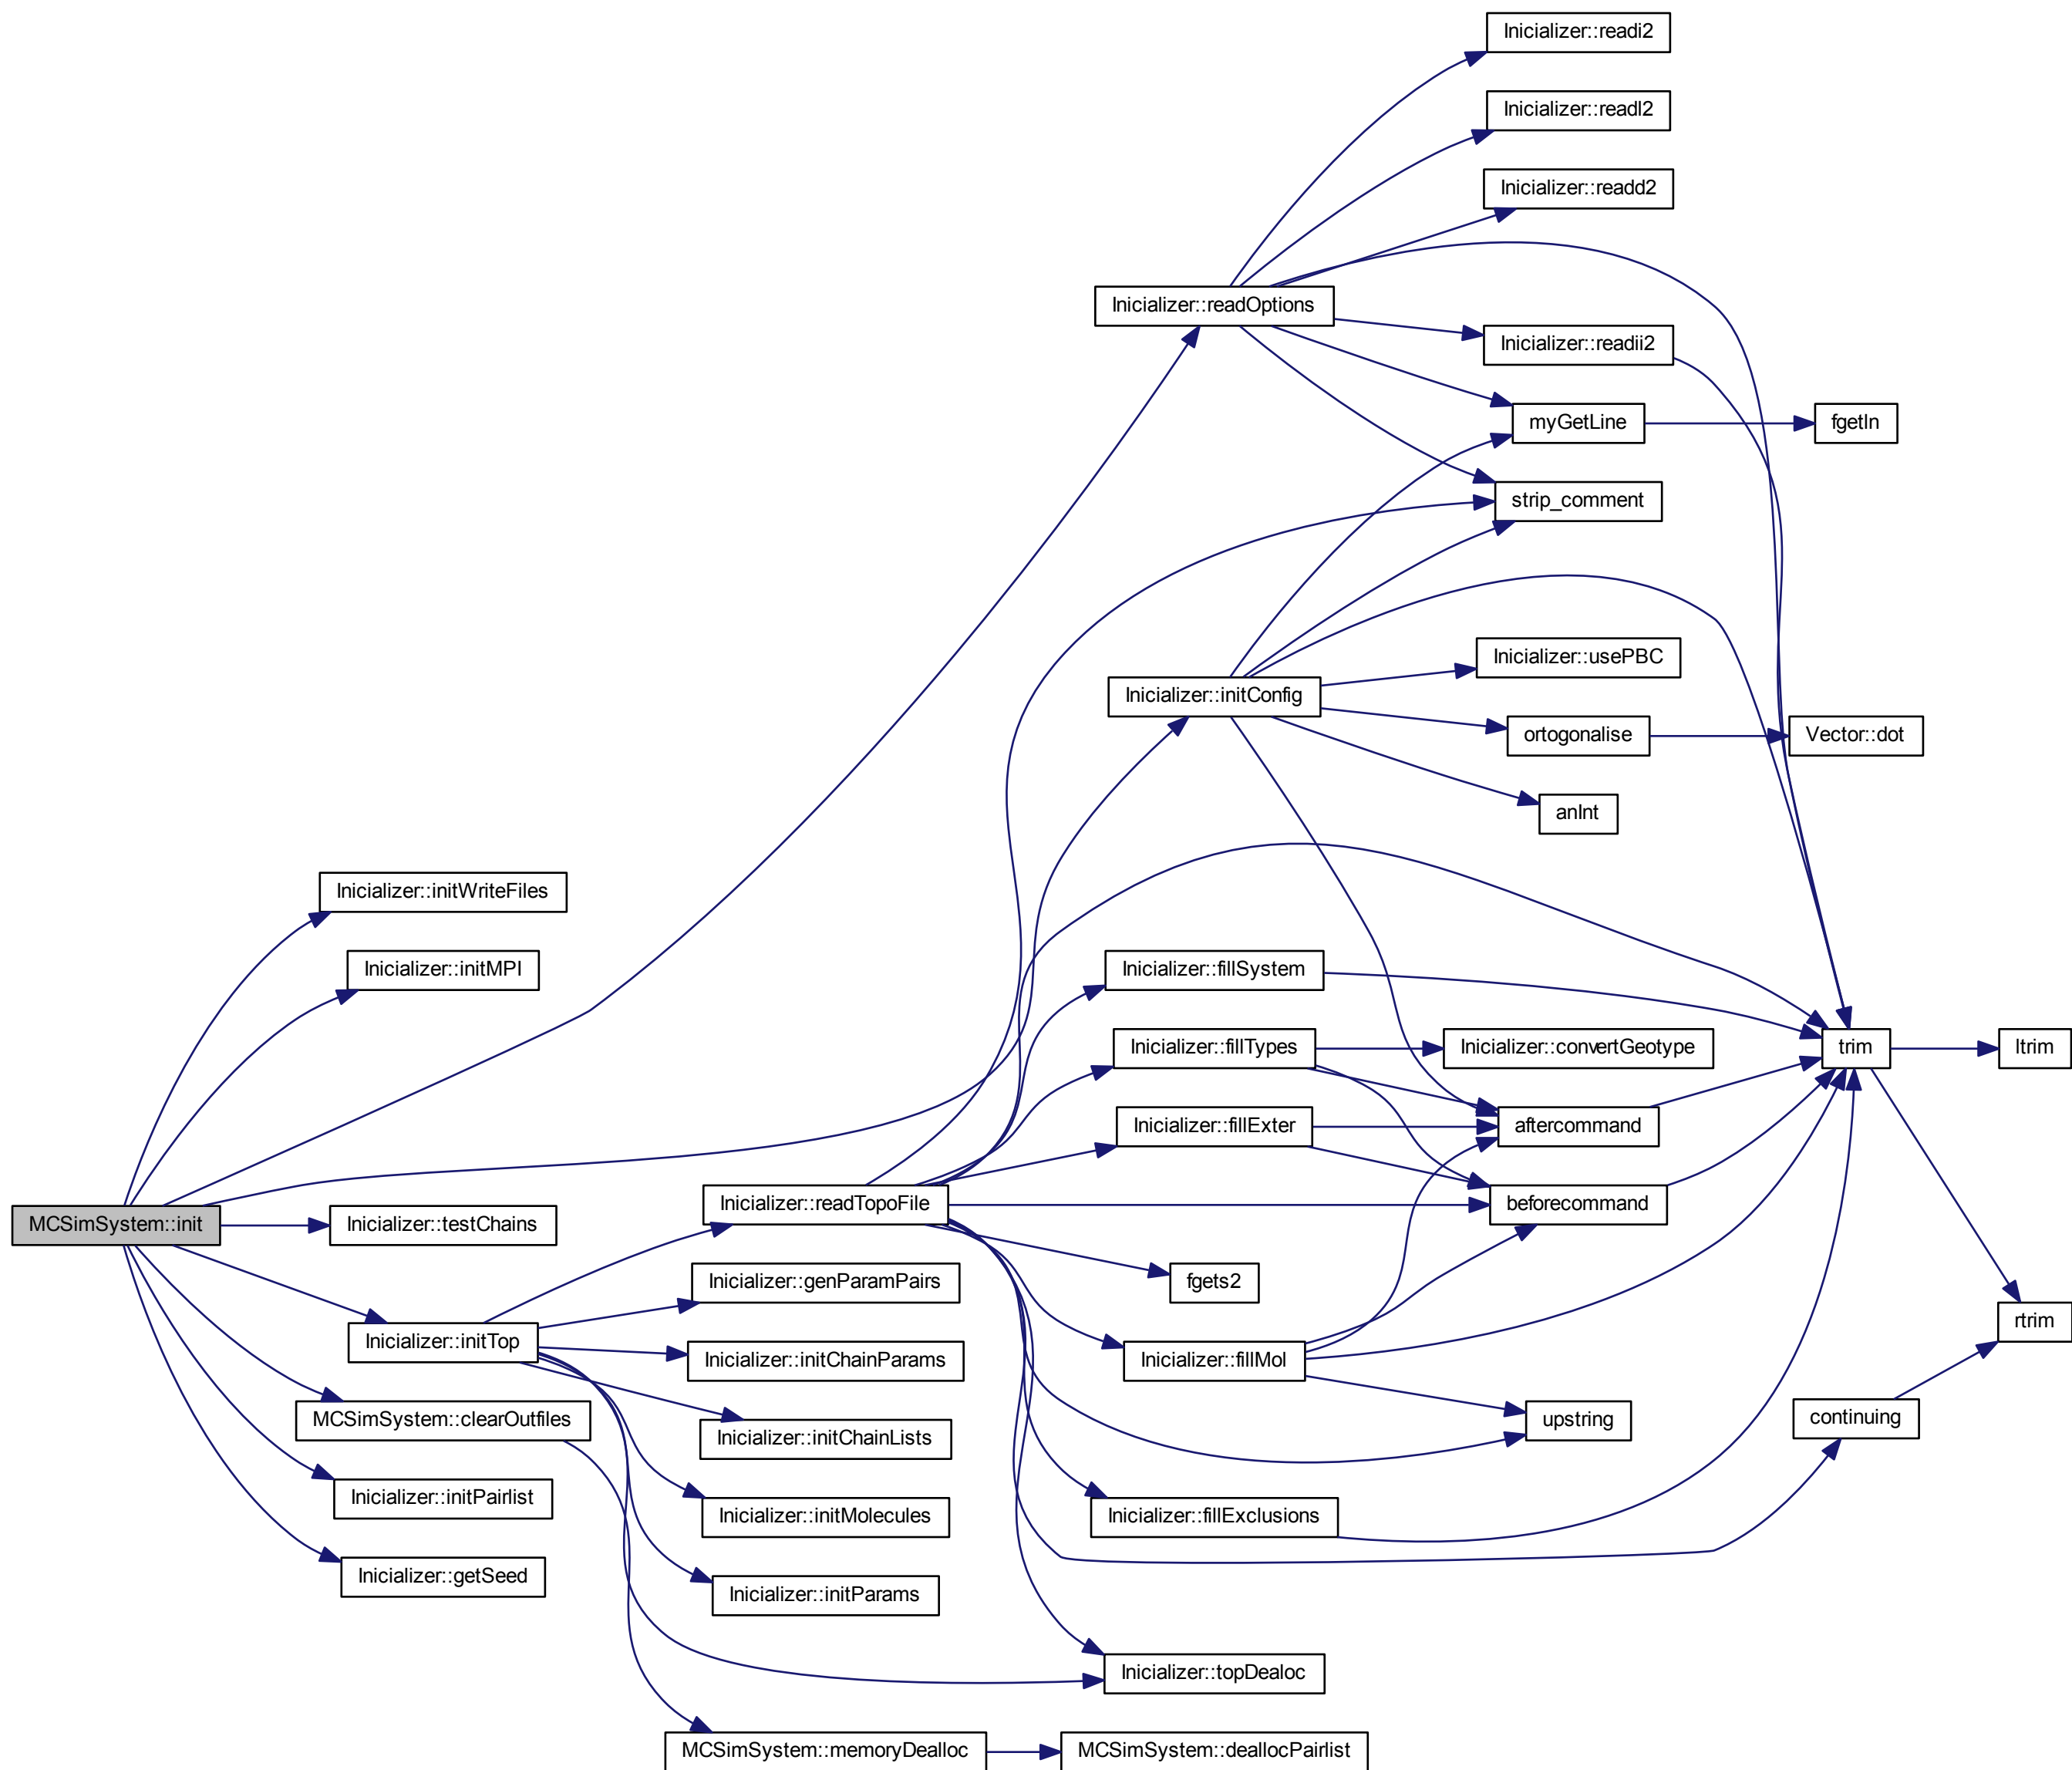 Inicializer::readi2
Inicializer::readl2
Inicializer::readd2
Inicializer::readOptions
Inicializer::readii2
myGetLine
fgetln
strip_comment
Inicializer::usePBC
Inicializer::initConfig
ortogonalise
Vector::dot
anInt
Inicializer::initWriteFiles
Inicializer::initMPI
Inicializer::fillSystem
Inicializer::fillTypes
Inicializer::convertGeotype
trim
ltrim
Inicializer::fillExter
aftercommand
MCSimSystem::init
Inicializer::testChains
Inicializer::readTopoFile
beforecommand
Inicializer::genParamPairs
fgets2
rtrim
Inicializer::initTop
Inicializer::initChainParams
Inicializer::fillMol
MCSimSystem::clearOutfiles
Inicializer::initChainLists
upstring
continuing
Inicializer::initPairlist
Inicializer::initMolecules
Inicializer::fillExclusions
Inicializer::getSeed
Inicializer::initParams
Inicializer::topDealoc
MCSimSystem::memoryDealloc
MCSimSystem::deallocPairlist